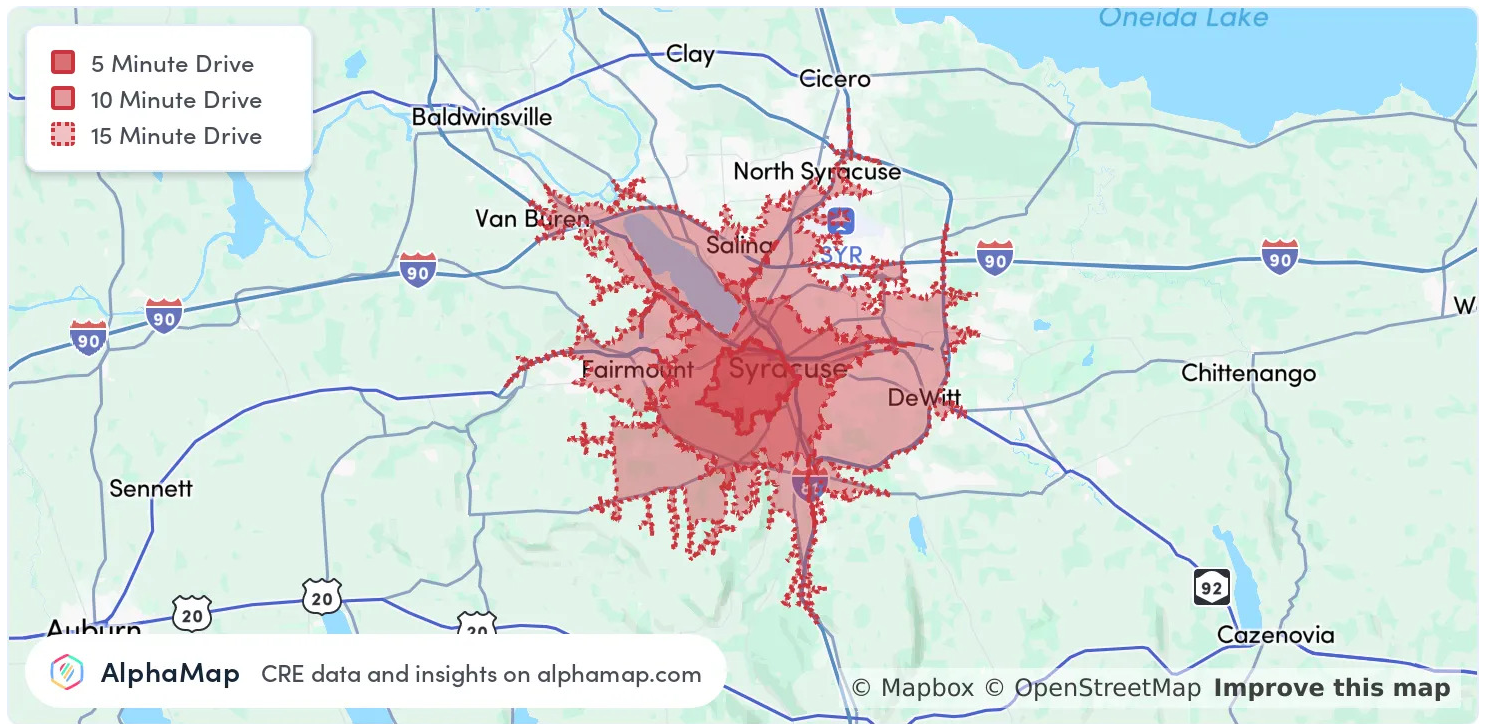 Oneida Lake
5 Minute Drive
10 Minute Drive
15 Minute Drive
Clay
Cicero
Baldwinsville
North Syracuse
Van Buren
Salina
SYR
90
90
90
90
90
Fairmount
Syracuse
DeWitt
Chittenango
Sennett
81
92
20
20
20
Auburn
Cazenovia
AlphaMap CRE data and insights on alphamap.com
© Mapbox © OpenStreetMap Improve this map